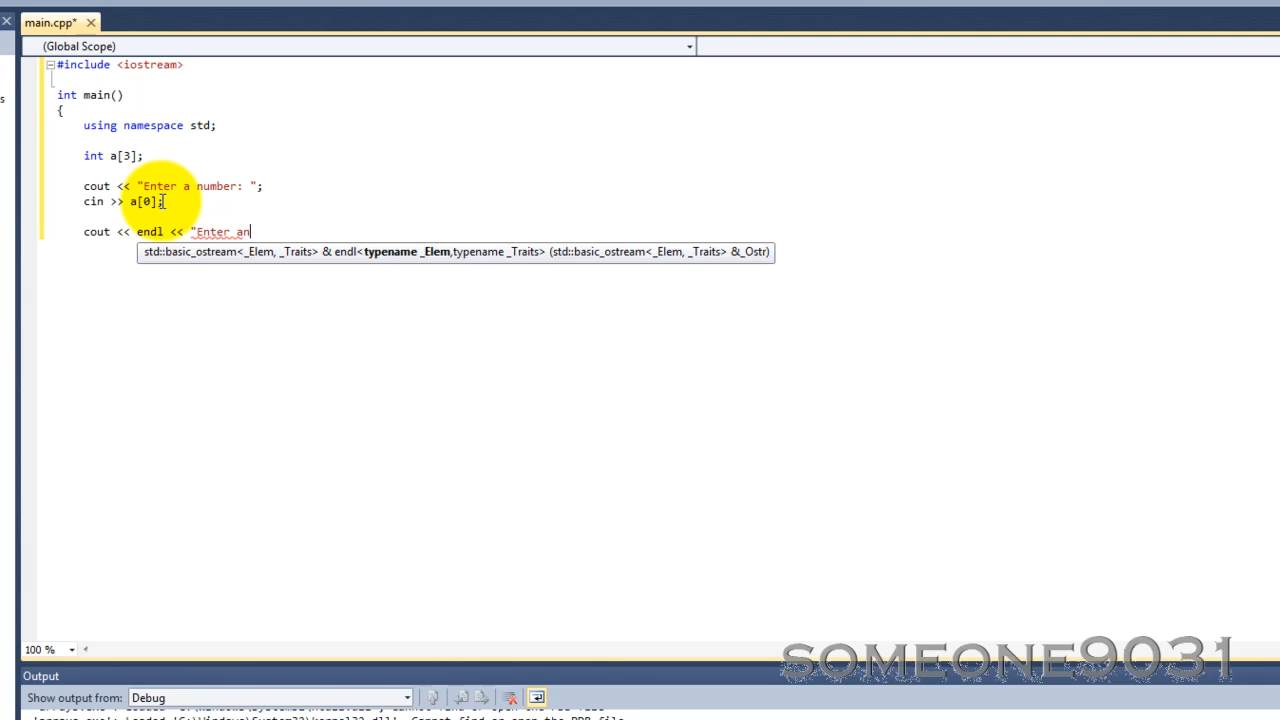 main.cpp*
(Global Scope)
#include <iostream>
s
int main()
{
using namespace std;
int a[3];
cout << "Enter a number: ";
cin >> a[0];
cout << endl << "Enter an
std::basic_ostream<_Elem, _Traits> & endl<typename _Elem,typename _Traits> (std::basic_ostream<_Elem, _Traits> &_Ostr)
100 %
SOMEONE9031
Output
Show output from: Debug